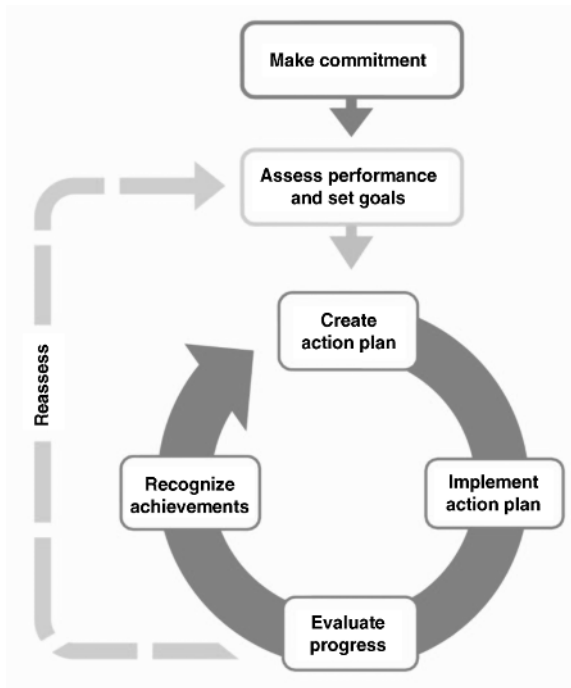 Make commitment
Assess performance
and set goals
Create
action plan
Reassess
Recognize
achievements
Implement
action plan
Evaluate
progress